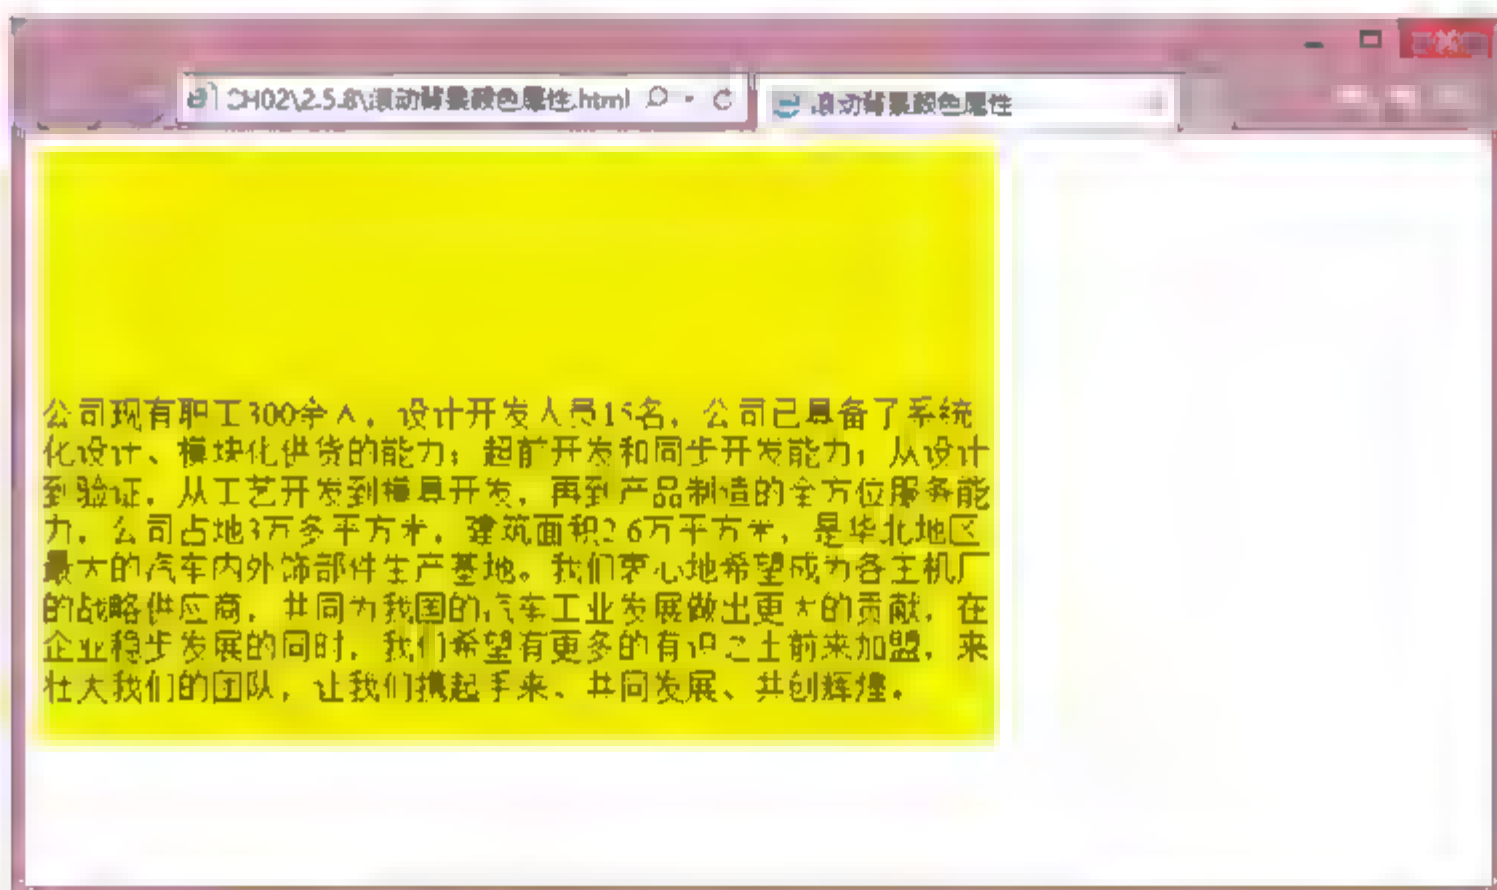 CH02\2.5.8\滚动背景颜色属性.html
滚动背景颜色属性
公司现有职工300余人，设计开发人员15名，公司已具备了系统
化设计、模块化供货的能力；超前开发和同步开发能力；从设计
到验证，从工艺开发到模具开发，再到产品制造的全方位服务能
力。公司占地3万多平方米，建筑面积2.6万平方米，是华北地区
最大的汽车内外饰部件生产基地。我们衷心地希望成为各主机厂
的战略供应商，共同为我国的汽车工业发展做出更大的贡献，在
企业稳步发展的同时，我们希望有更多的有识之士前来加盟，来
壮大我们的团队，让我们携起手来、共同发展、共创辉煌。